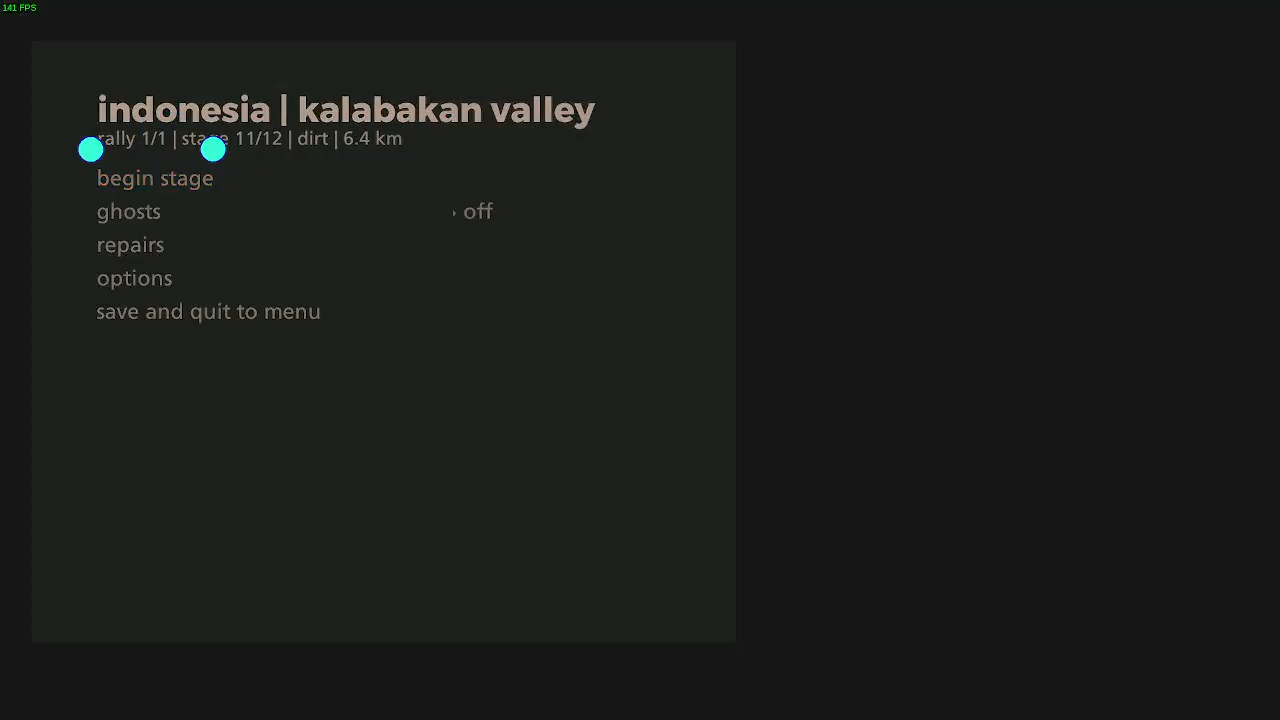 141 FPS
indonesia | kalabakan valley
rally 1/1 | stage 11/12 | dirt | 6.4 km
begin stage
ghosts › off
repairs
options
save and quit to menu